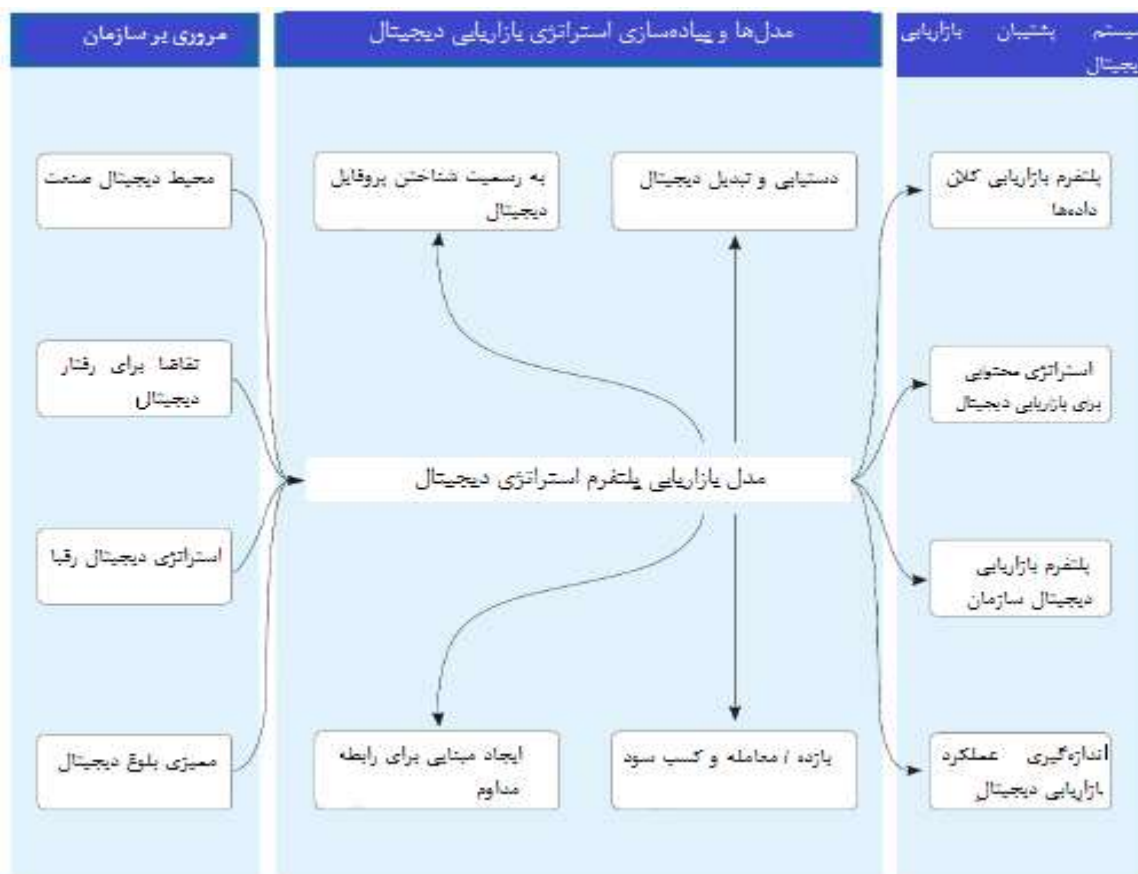 سیستم پشتیبان بازاریابی
دیجیتال
مدل‌ها و پیاده‌سازی استراتژی بازاریابی دیجیتال
مروری بر سازمان
پلتفرم بازاریابی کلان
داده‌ها
استراتژی محتوایی
برای بازاریابی دیجیتال
پلتفرم بازاریابی
دیجیتال سازمان
اندازه‌گیری عملکرد
بازاریابی دیجیتال
دستیابی و تبدیل دیجیتال
به رسمیت شناختن پروفایل
دیجیتال
مدل بازاریابی پلتفرم استراتژی دیجیتال
بازده / معامله و کسب سود
ایجاد مبنایی برای رابطه
مداوم
محیط دیجیتال صنعت
تقاضا برای رفتار
دیجیتال
استراتژی دیجیتال رقبا
ممیزی بلوغ دیجیتال